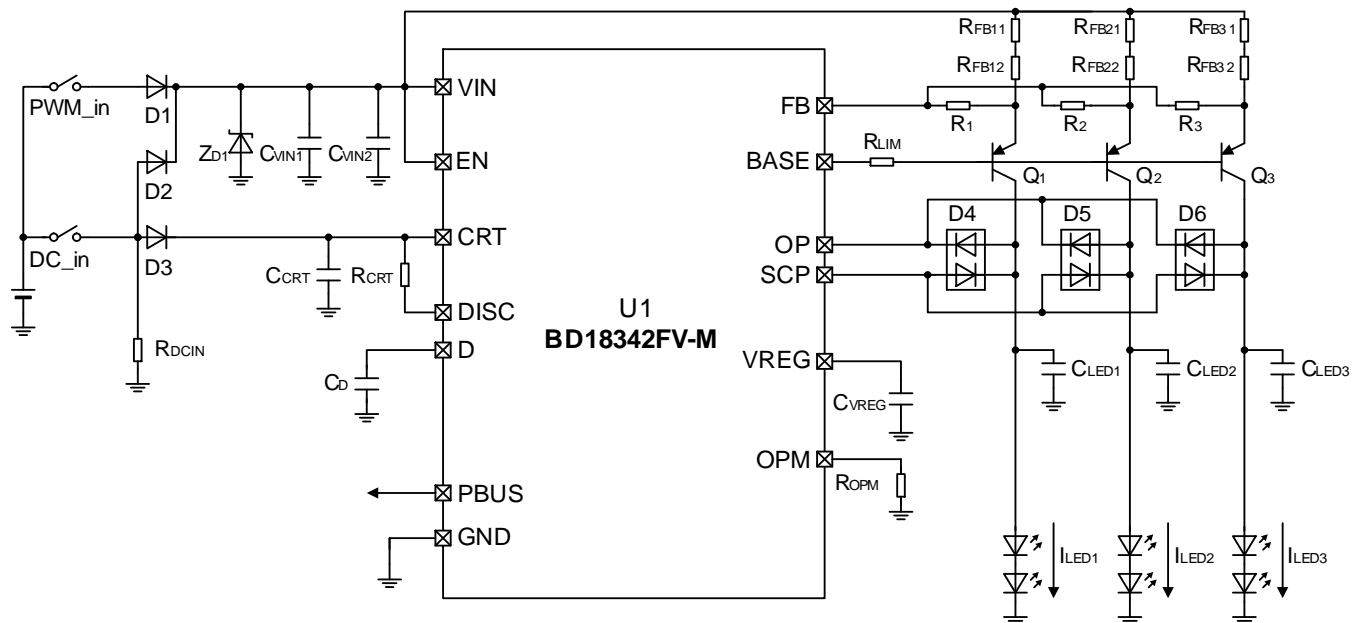 RFB11
RFB21
RFB31
RFB12
RFB22
RFB32
PWM_in
D1
VIN
FB
R1
R2
R3
ZD1
CVIN1
CVIN2
D2
EN
RLIM
BASE
Q1
Q2
Q3
DC_in
D3
CRT
D4
D5
D6
OP
SCP
CCRT
RCRT
DISC
U1
BD18342FV-M
RDCIN
D
CD
VREG
CVREG
CLED1
CLED2
CLED3
OPM
ROPM
PBUS
GND
ILED1
ILED2
ILED3